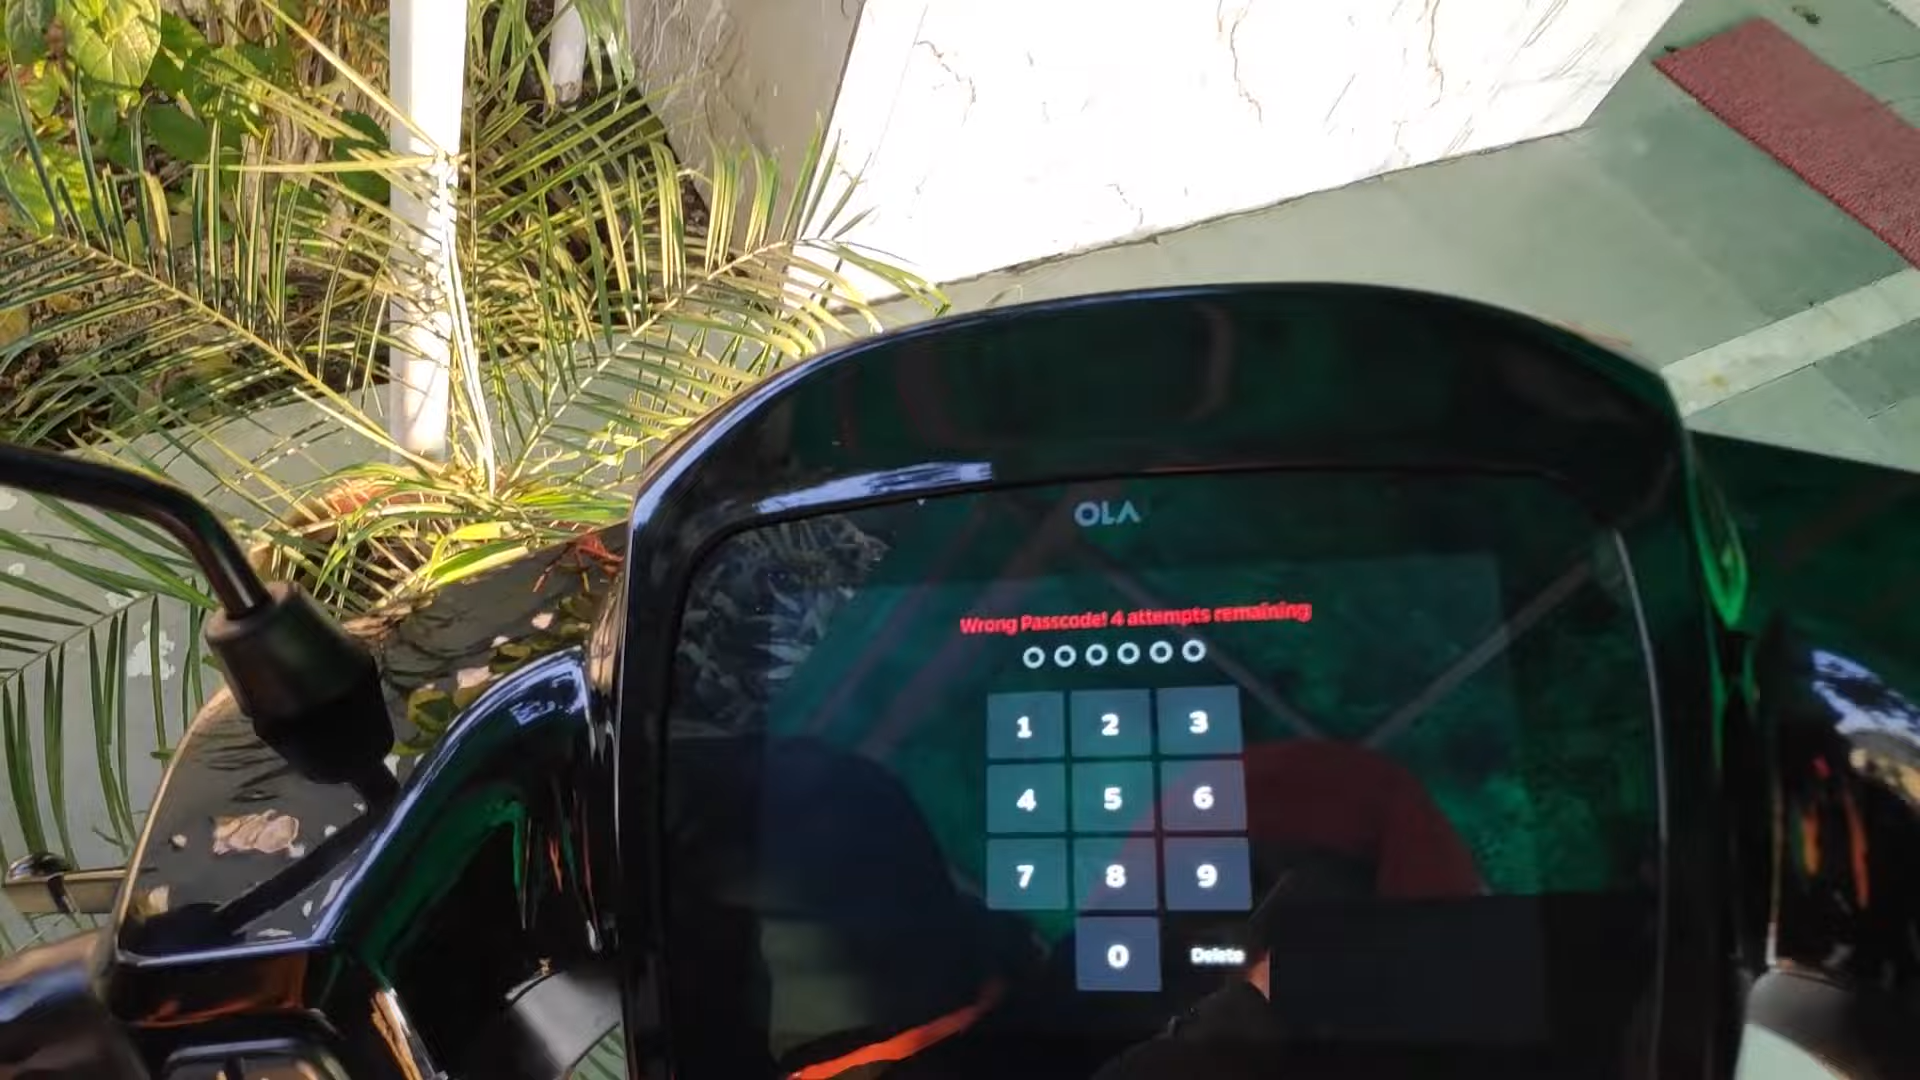 OLA
Wrong Passcode! 4 attempts remaining
1 2 3
4 5 6
7 8 9
0 Delete